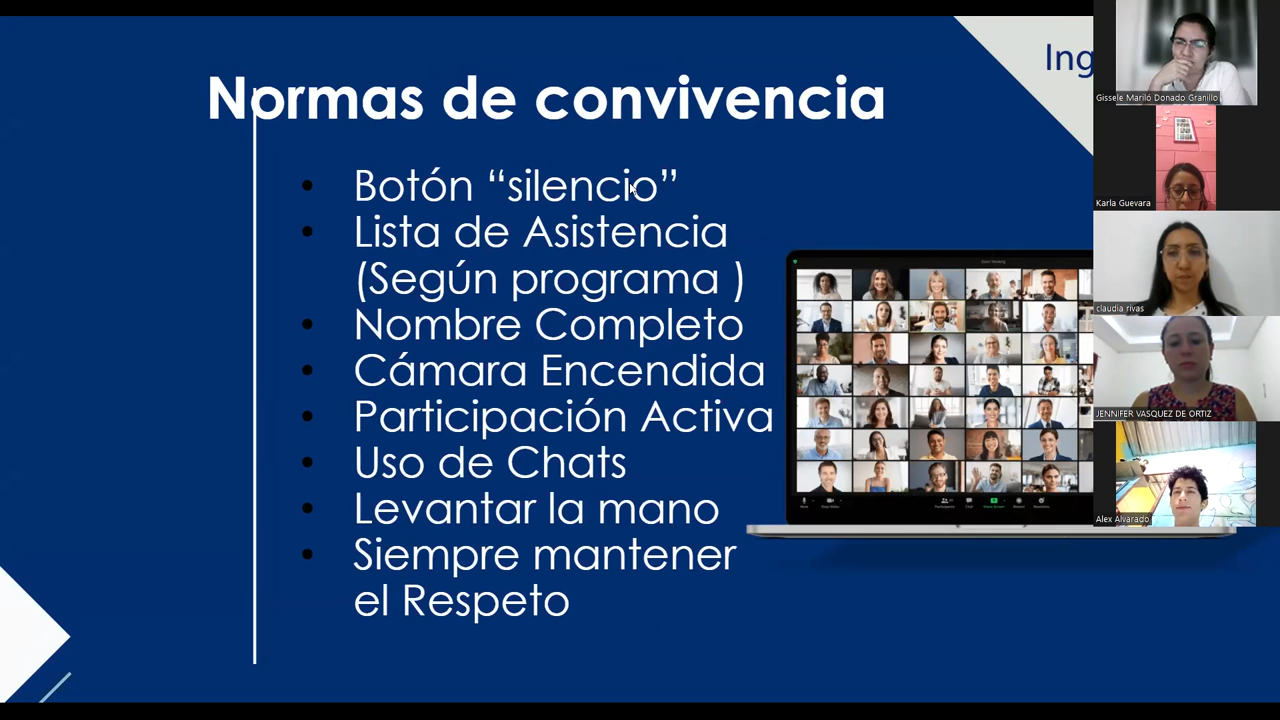 Normas de convivencia
Ing
• Botón “silencio”
• Lista de Asistencia
(Según programa )
• Nombre Completo
• Cámara Encendida
• Participación Activa
• Uso de Chats
• Levantar la mano
• Siempre mantener
el Respeto
Gissele Mariló Donado Granillo
Karla Guevara
claudia rivas
JENNIFER VASQUEZ DE ORTIZ
Alex Alvarado